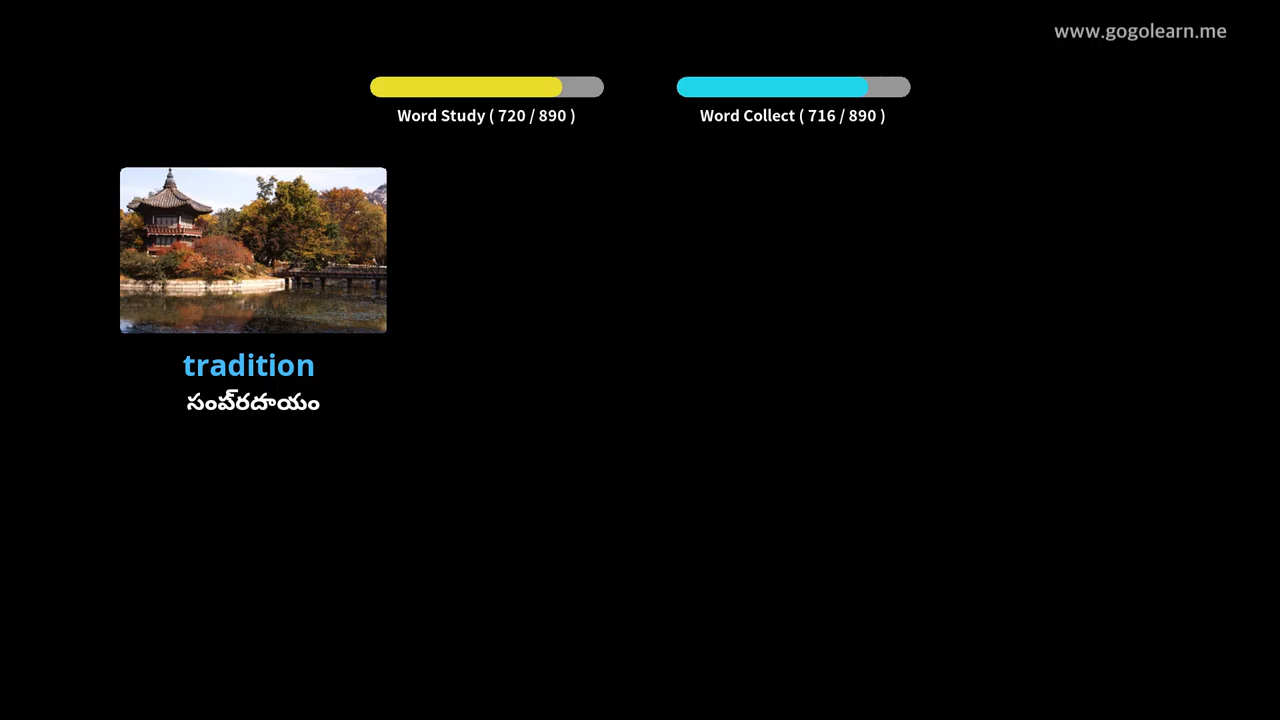 www.gogolearn.me
Word Study ( 720 / 890 )
Word Collect ( 716 / 890 )
tradition
సంప్రదాయం